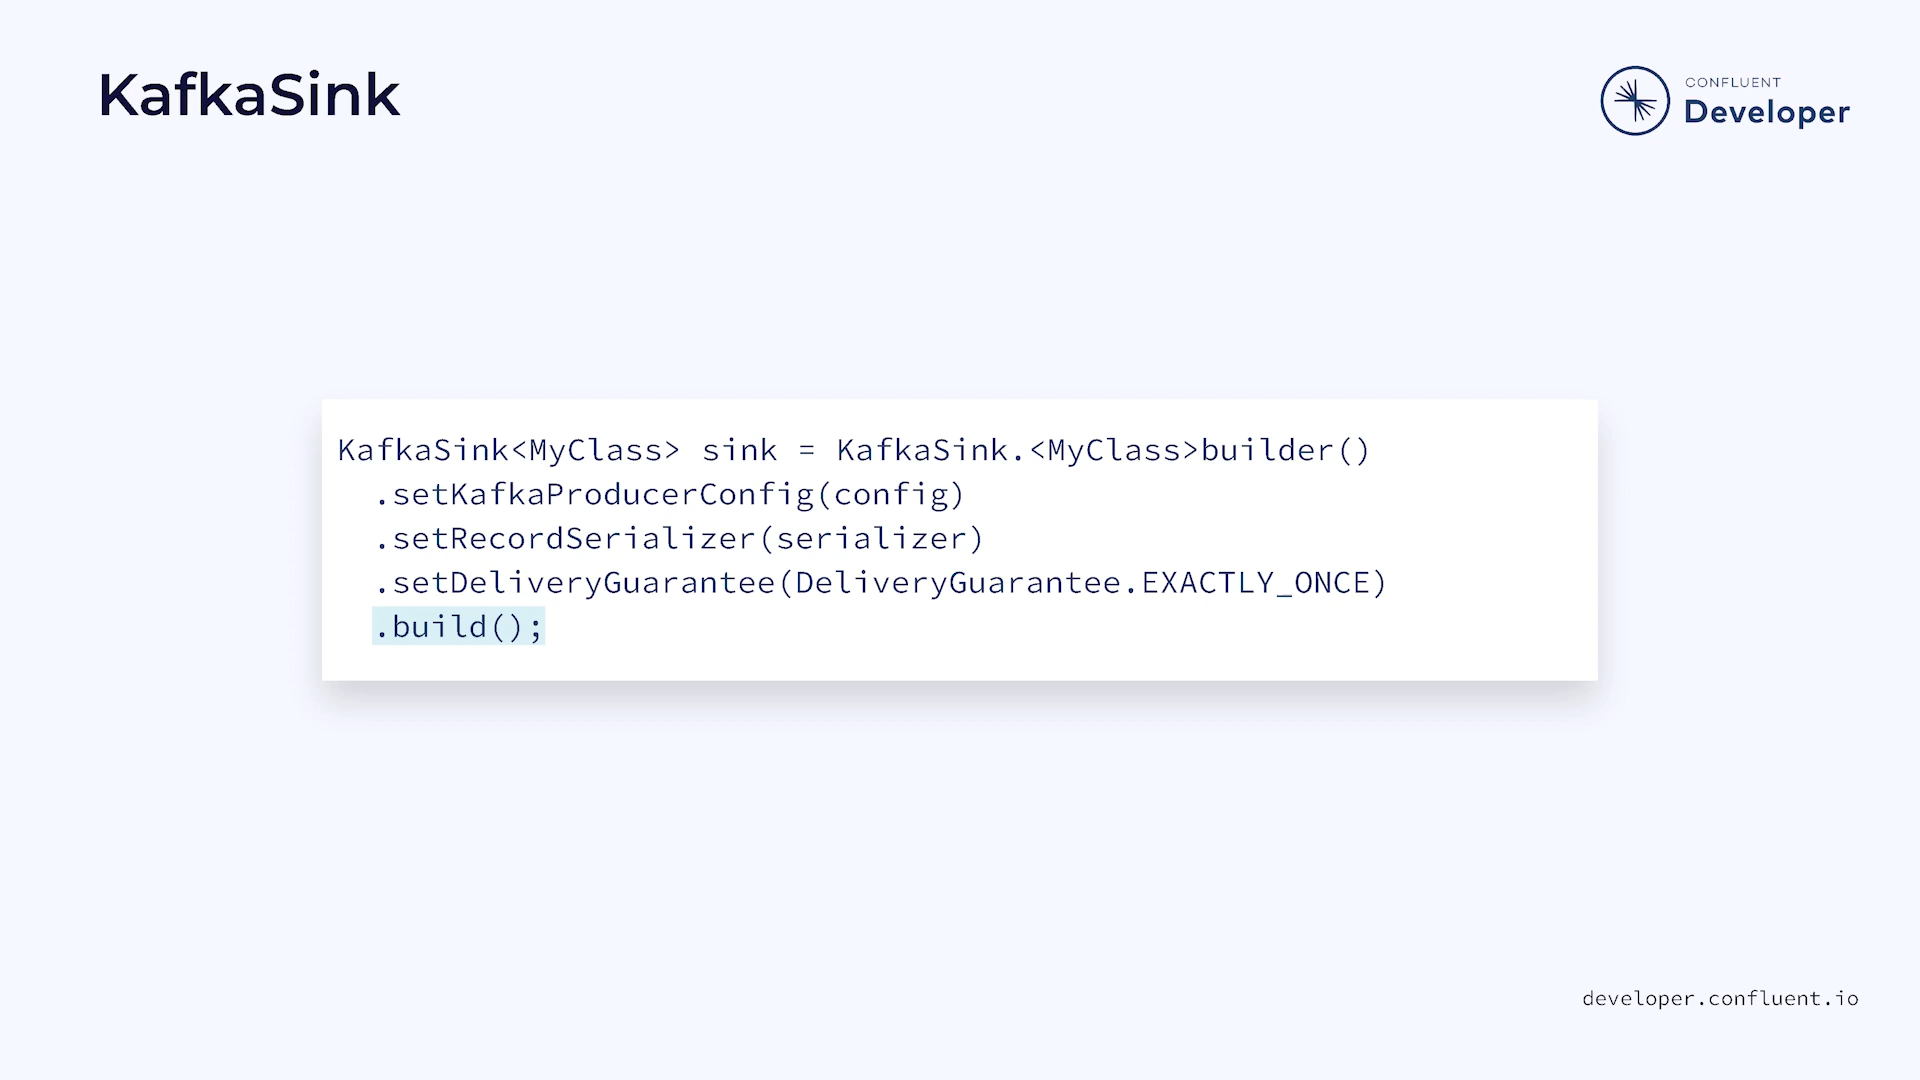 KafkaSink
CONFLUENT
Developer
KafkaSink<MyClass> sink = KafkaSink.<MyClass>builder()
  .setKafkaProducerConfig(config)
  .setRecordSerializer(serializer)
  .setDeliveryGuarantee(DeliveryGuarantee.EXACTLY_ONCE)
  .build();
developer.confluent.io